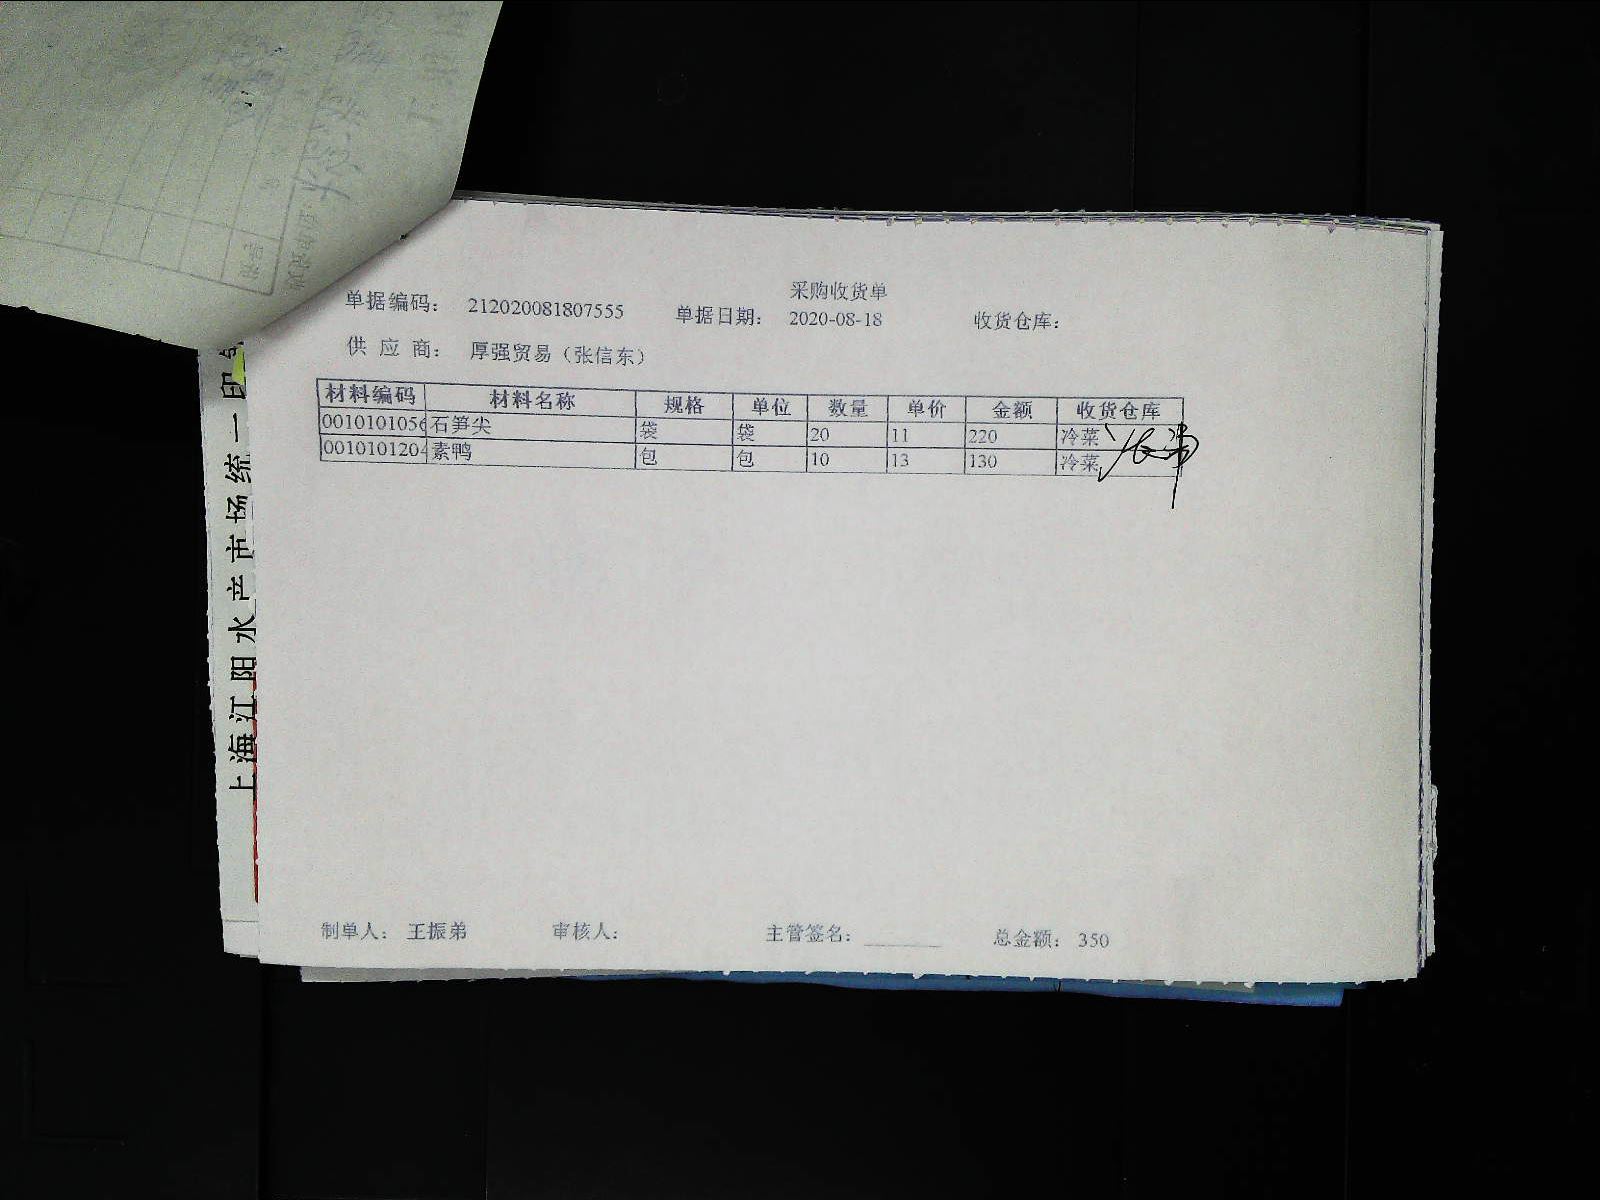 采购收货单
单据编码： 212020081807555 单据日期： 2020-08-18 收货仓库：
供 应 商： 厚强贸易（张信东）
材料编码 材料名称 规格 单位 数量 单价 金额 收货仓库
0010101056 石笋尖 袋 袋 20 11 220 冷菜
0010101204 素鸭 包 包 10 13 130 冷菜
制单人： 王振弟 审核人： 主管签名： 总金额： 350
上海江阳水产市场统一印